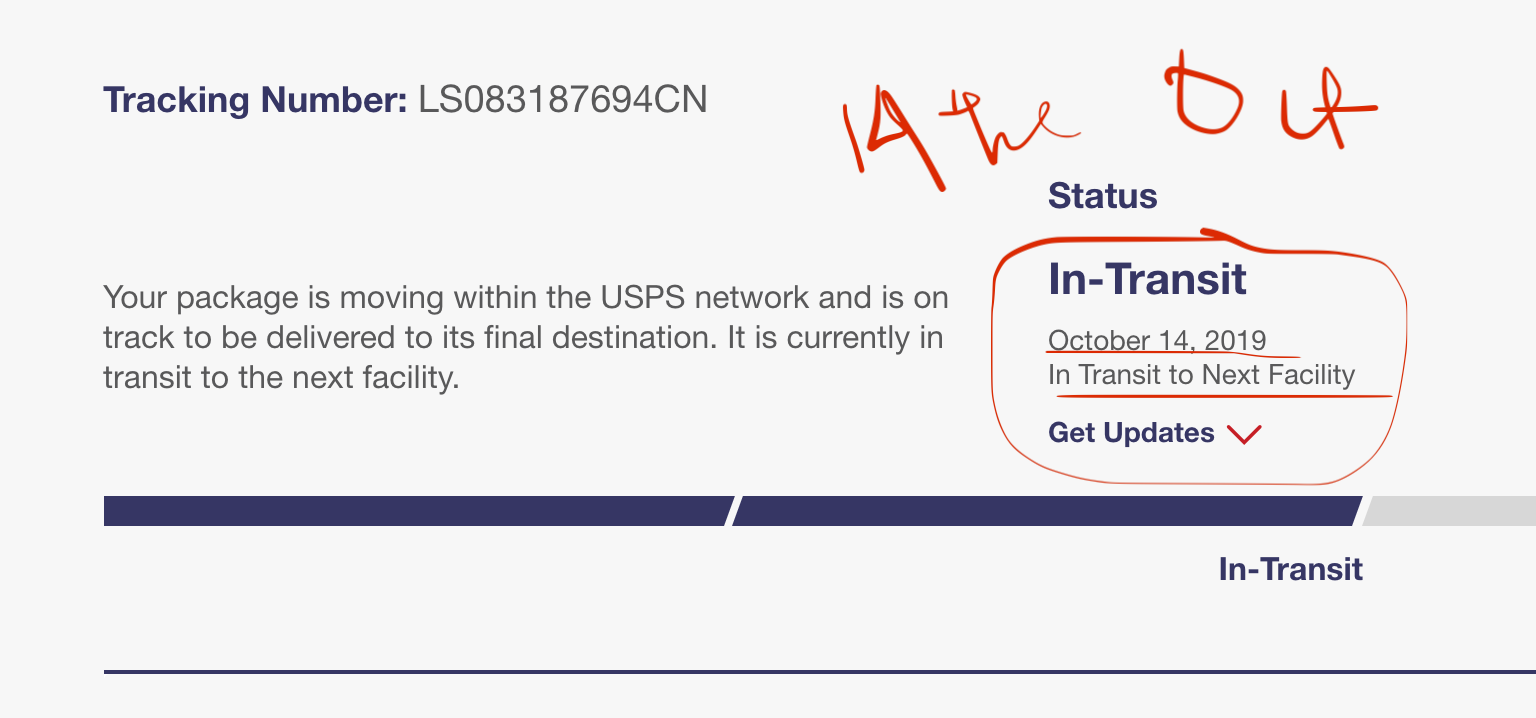 Tracking Number: LS083187694CN
14the Out
Status
In-Transit
October 14, 2019
In Transit to Next Facility
Get Updates
Your package is moving within the USPS network and is on
track to be delivered to its final destination. It is currently in
transit to the next facility.
In-Transit